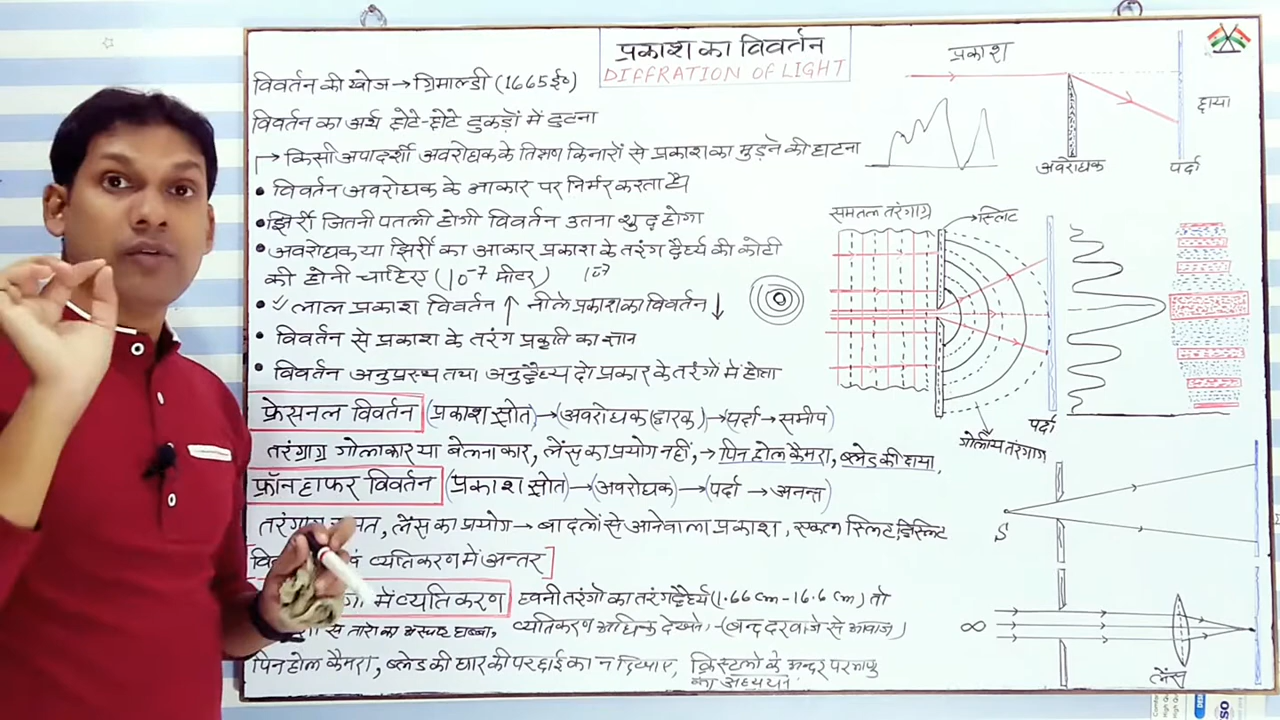 प्रकाश का विवर्तन
DIFFRATION OF LIGHT
विवर्तन की खोज → ग्रिमाल्डी (1665ई०)
विवर्तन का अर्थ छोटे-छोटे टुकड़ों में टुटना
→ किसी अपादर्शी अवरोधक के तिक्षण किनारों से प्रकाश का मुड़ने की घटना
• विवर्तन अवरोधक के आकार पर निर्भर करता है
• झिर्री जितनी पतली होगी विवर्तन उतना शुद्ध होगा
• अवरोधक या झिर्री का आकार प्रकाश के तरंग दैर्ध्य की कोटी
की होनी चाहिए (10⁻⁷ मीटर)
• लाल प्रकाश विवर्तन ↑ नीले प्रकाश का विवर्तन ↓
• विवर्तन से प्रकाश के तरंग प्रकृति का ज्ञान
• विवर्तन अनुप्रस्थ तथा अनुदैर्ध्य दो प्रकार के तरंगों में होता
फ्रेसनल विवर्तन (प्रकाश स्रोत) → (अवरोधक (द्वारक) → पर्दा → समीप)
तरंगाग्र गोलाकार या बेलनाकार, लेंस का प्रयोग नहीं, → पिन होल कैमरा, ब्लेड की छाया,
फ्रॉनहाफर विवर्तन (प्रकाश स्रोत) → (अवरोधक) → (पर्दा → अनन्त)
लेंस का प्रयोग → बादलों से आनेवाला प्रकाश, एकल स्लिट, द्विस्लिट
व्यतिकरण में अन्तर
में व्यतिकरण ध्वनी तरंगो का तरंगदैर्ध्य (1.66cm - 16.6cm) तो
व्यतिकरण अधिक देखते, (बन्द दरवाजे से आवाज)
पिन होल कैमरा, ब्लेड की धार की परछाई का न दिखाए, क्रिस्टलों के अन्दर परमाणु
का अध्ययन
प्रकाश
छाया
अवरोधक
पर्दा
समतल तरंगाग्र
स्लिट
पर्दा
गोलीय तरंगाग्र
S
∞
लेंस